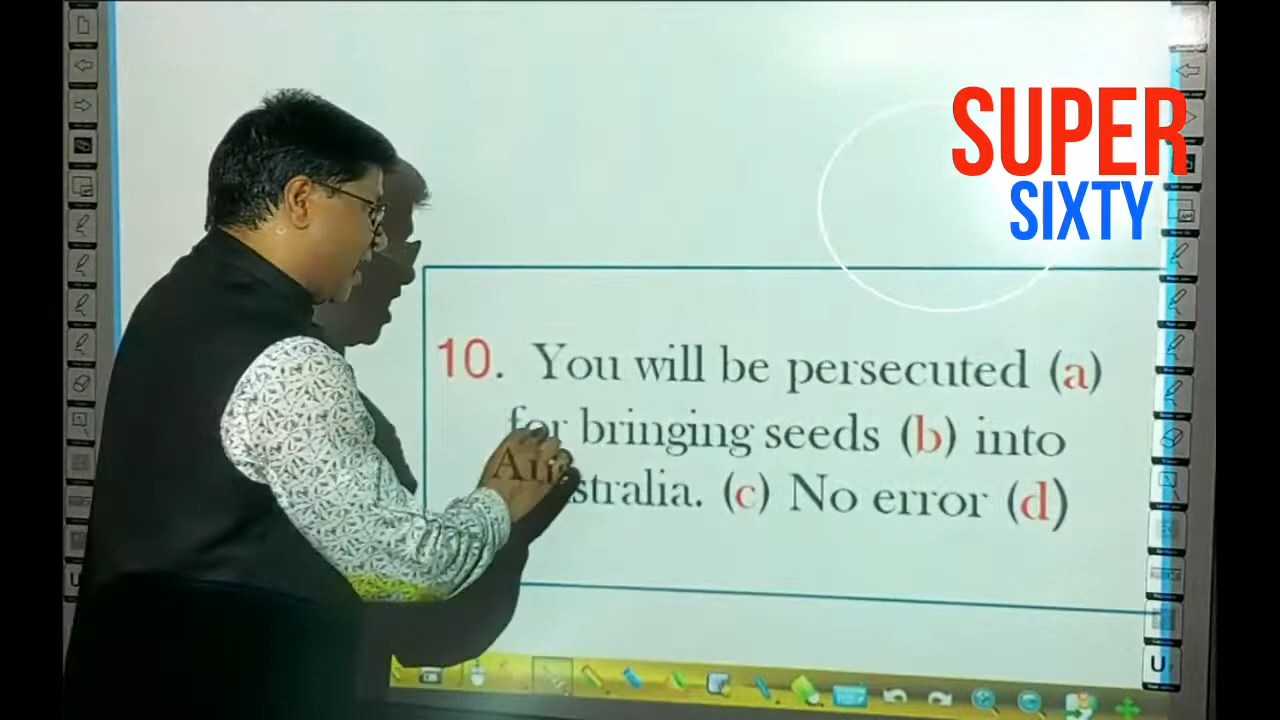 SUPER
SIXTY
10. You will be persecuted (a)
for bringing seeds (b) into
Australia. (c) No error (d)
U
U